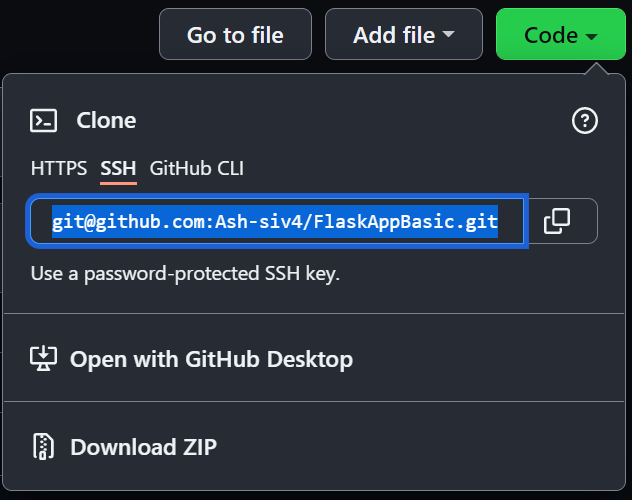 Go to file Add file Code
Clone
HTTPS SSH GitHub CLI
git@github.com:Ash-siv4/FlaskAppBasic.git
Use a password-protected SSH key.
Open with GitHub Desktop
Download ZIP